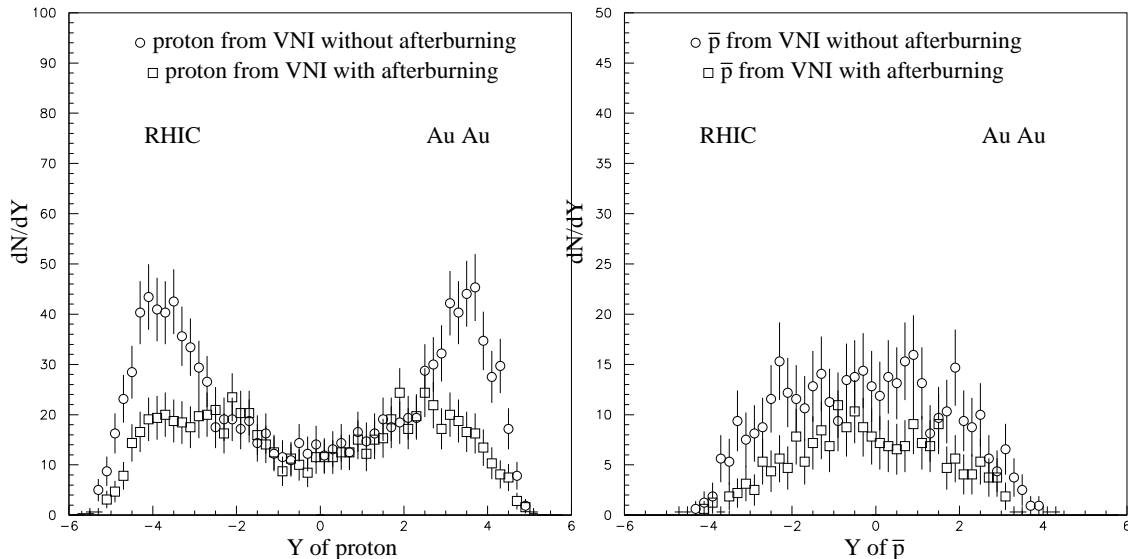 ○ proton from VNI without afterburning
□ proton from VNI with afterburning
RHIC Au Au
dN/dY
100
90
80
70
60
50
40
30
20
10
0
-6 -4 -2 0 2 4 6
Y of proton
○ p̅ from VNI without afterburning
□ p̅ from VNI with afterburning
RHIC Au Au
dN/dY
50
45
40
35
30
25
20
15
10
5
0
-6 -4 -2 0 2 4 6
Y of p̅